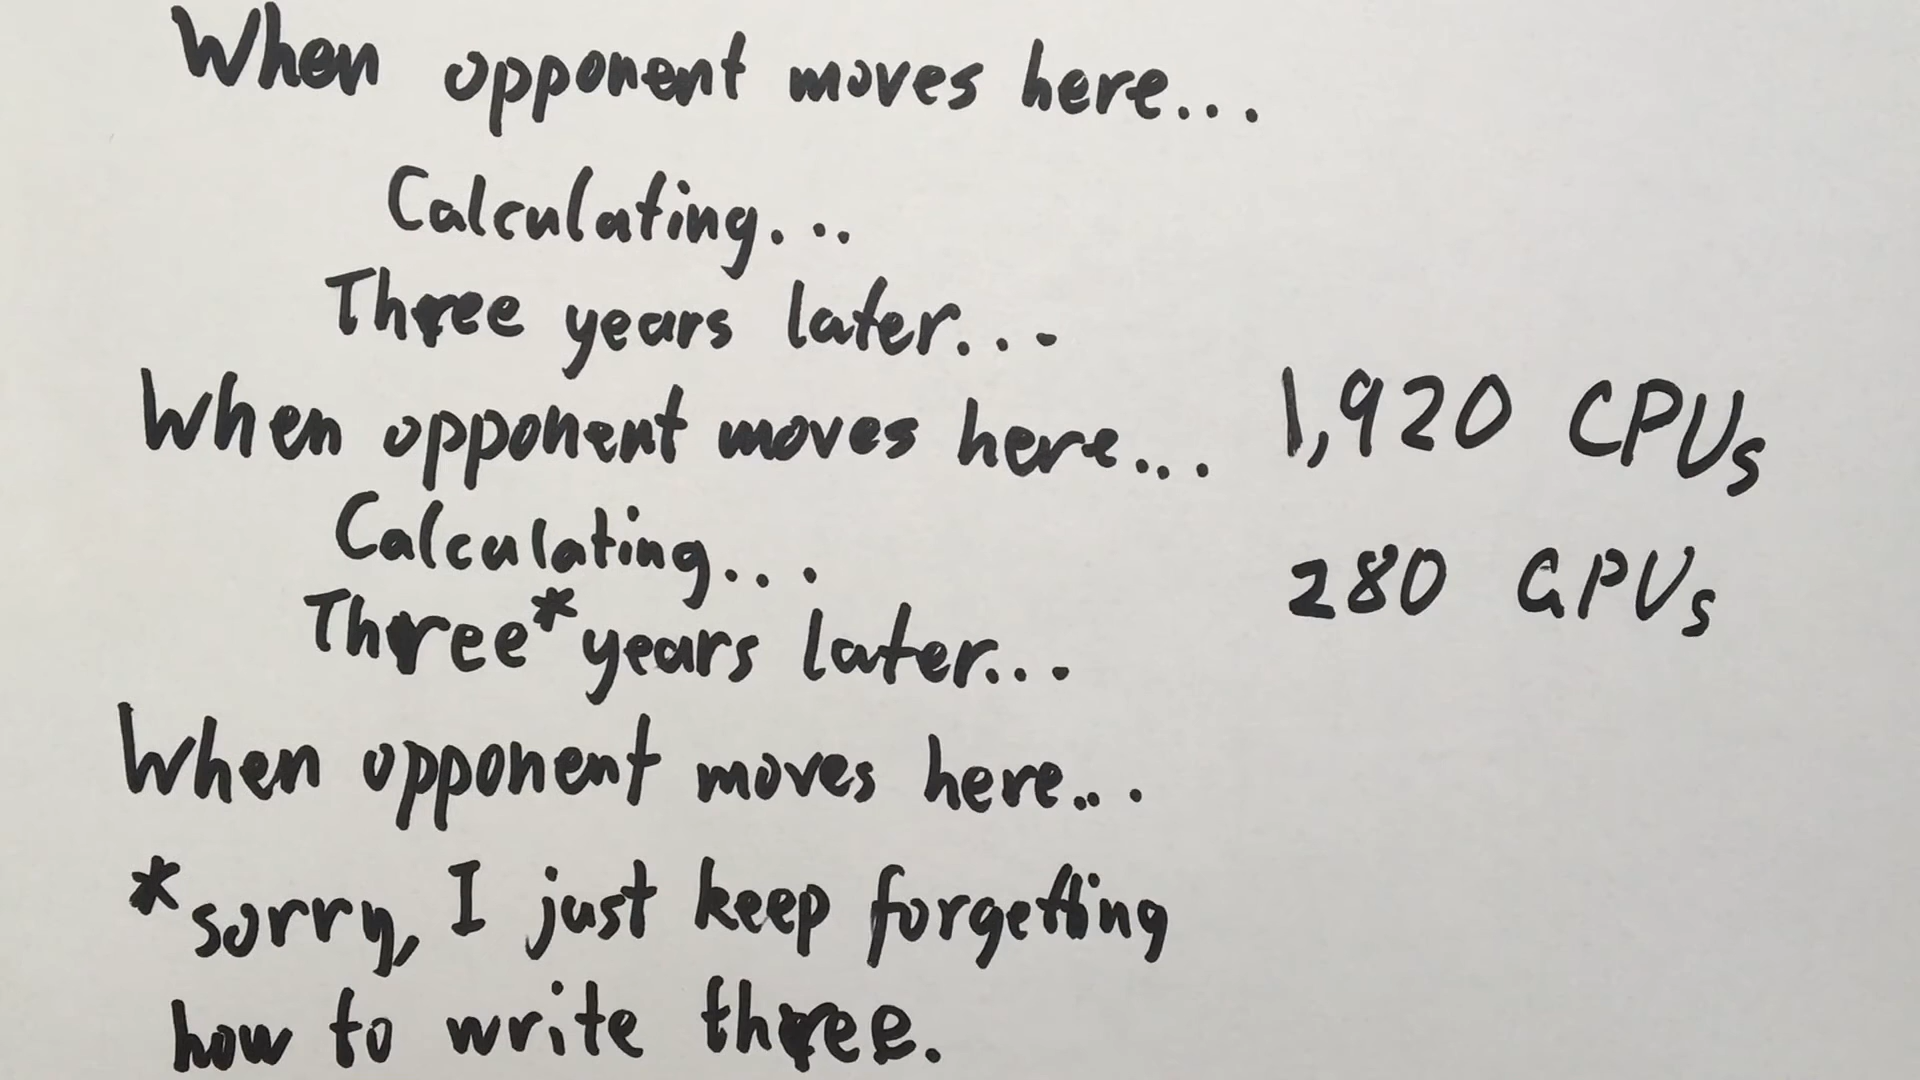 When opponent moves here...
Calculating...
Three years later...
When opponent moves here...
1,920 CPUs
Calculating...
280 GPUs
Three* years later...
When opponent moves here...
*sorry, I just keep forgetting
how to write three.